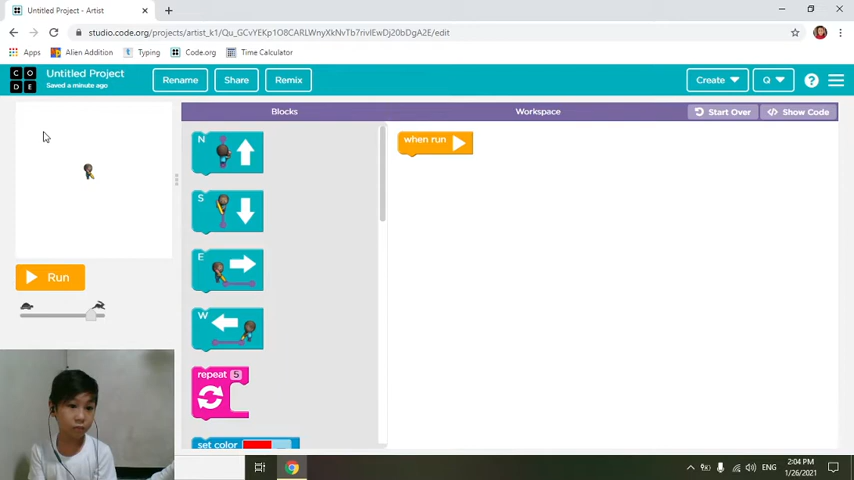 Untitled Project - Artist
studio.code.org/projects/artist_k1/Qu_GCvYEKp1O8CARLWnyXkNvTb7rivlEwDj20bDgA2E/edit
Apps
Alien Addition
t Typing
Code.org
Time Calculator
CODE
Untitled Project
Saved a minute ago
Rename
Share
Remix
Create
Q
?
Blocks
Workspace
Start Over
Show Code
N
when run
S
E
Run
W
repeat 5
set color
ENG
2:04 PM
1/26/2021